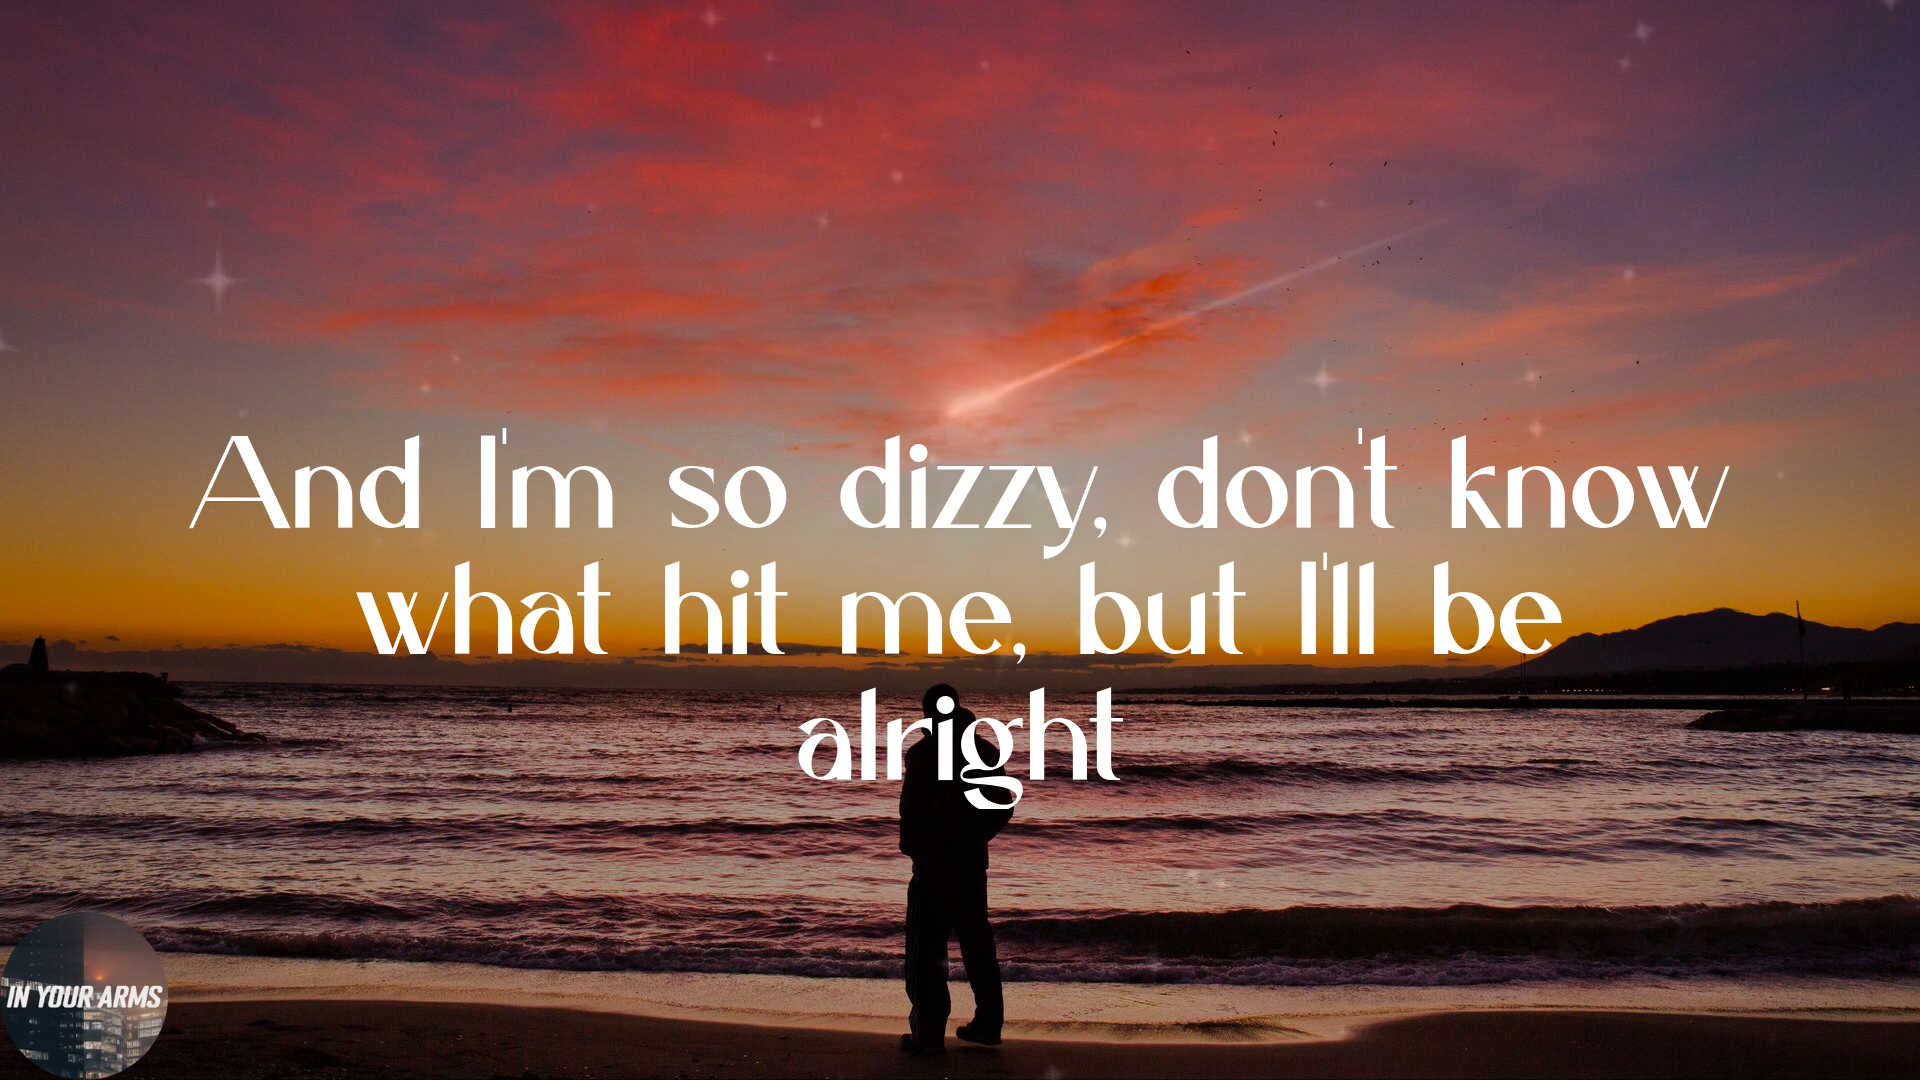 And I'm so dizzy, don't know
what hit me, but I'll be
alright
IN YOUR ARMS